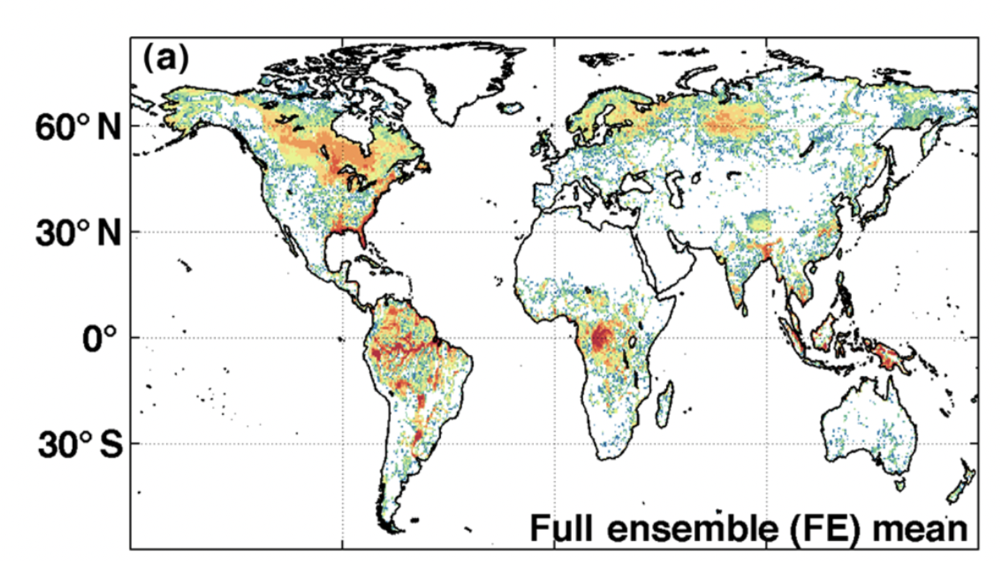 (a)
60° N
30° N
0°
30° S
Full ensemble (FE) mean